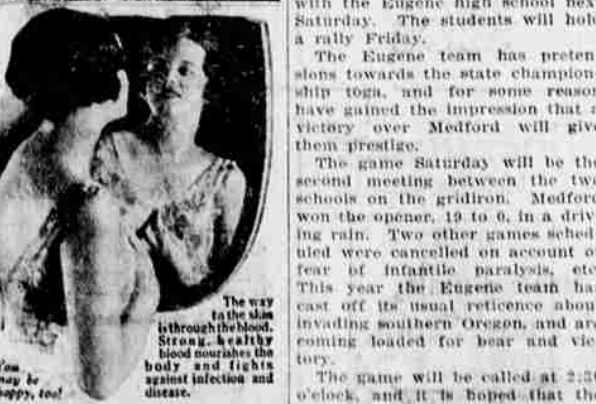 The way
to the skin
is through the blood.
Strong, healthy
blood nourishes the
body and fights
against infection and
disease.
You
may be
happy, too!
with the Eugene high school next
Saturday. The students will hold
a rally Friday.
The Eugene team has preten-
sions towards the state champion-
ship toga, and for some reason
have gained the impression that a
victory over Medford will give
them prestige.
The game Saturday will be the
second meeting between the two
schools on the gridiron. Medford
won the opener, 19 to 0, in a driv-
ing rain. Two other games sched-
uled were cancelled on account of
fear of infantile paralysis, etc.
This year the Eugene team has
cast off its usual reticence about
invading southern Oregon, and are
coming loaded for bear and vic-
tory.
The game will be called at 2:30
o'clock, and it is hoped that the